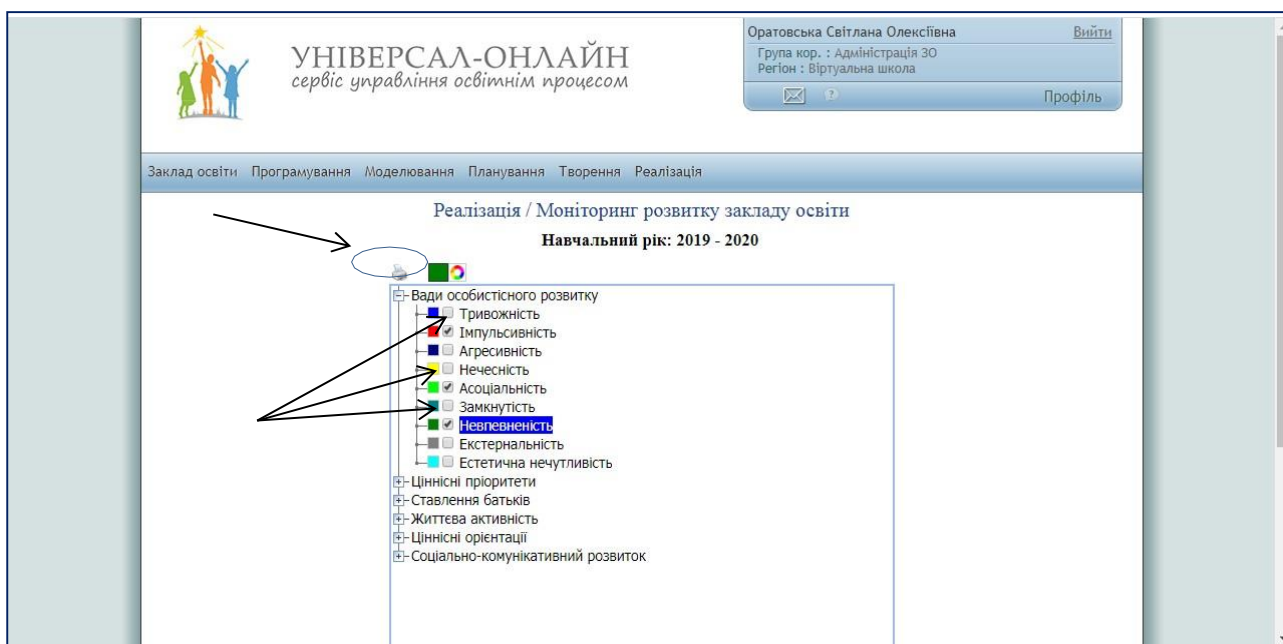 УНІВЕРСАЛ-ОНЛАЙН
сервіс управління освітнім процесом
Оратовська Світлана Олексіївна Вийти
Група кор. : Адміністрація ЗО
Регіон : Віртуальна школа
Профіль
Заклад освіти Програмування Моделювання Планування Творення Реалізація
Реалізація / Моніторинг розвитку закладу освіти
Навчальний рік: 2019 - 2020
Вади особистісного розвитку
Тривожність
Імпульсивність
Агресивність
Нечесність
Асоціальність
Замкнутість
Невпевненість
Екстернальність
Естетична нечутливість
Ціннісні пріоритети
Ставлення батьків
Життєва активність
Ціннісні орієнтації
Соціально-комунікативний розвиток